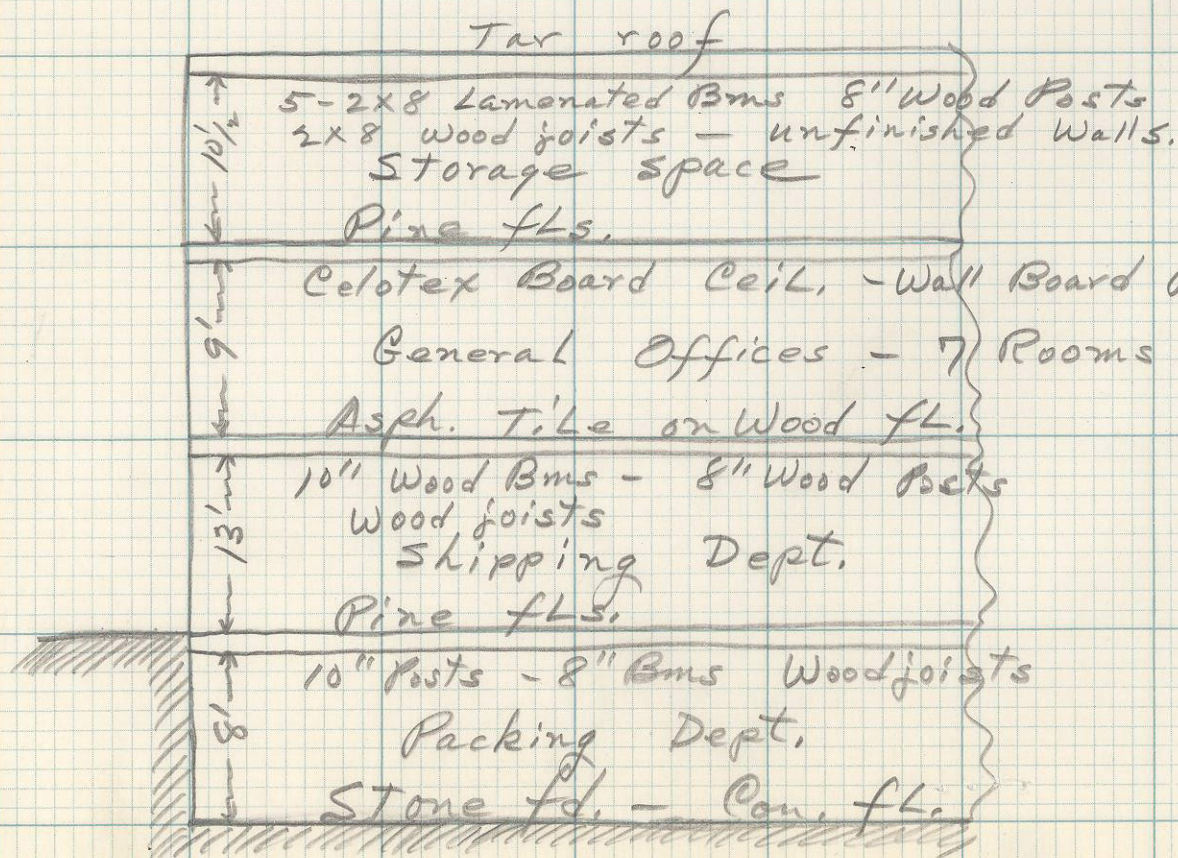 Tar roof
5-2x8 Lamenated Bms 8" Wood Posts
2x8 wood joists - unfinished Walls.
10½
Storage space
Pine fLs.
Celotex Board Ceil. - Wall Board
9'
General Offices - 7 Rooms
Asph. Tile on Wood fL.
10" Wood Bms - 8" Wood Posts
Wood joists
13'
Shipping Dept.
Pine fLs.
10" Posts - 8" Bms Wood joists
8'
Packing Dept.
Stone fd. - Con. fL.